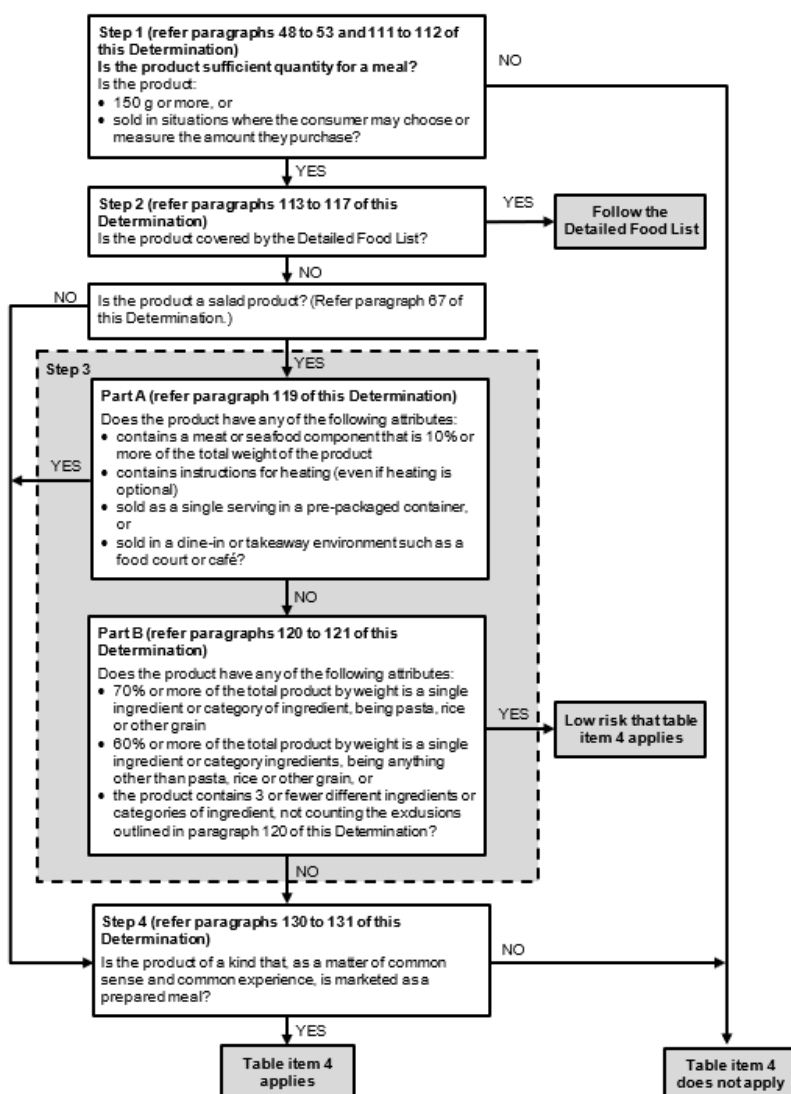 Step 1 (refer paragraphs 48 to 53 and 111 to 112 of
this Determination)
Is the product sufficient quantity for a meal?
Is the product:
• 150 g or more, or
• sold in situations where the consumer may choose or
measure the amount they purchase?
NO
YES
Step 2 (refer paragraphs 113 to 117 of this
Determination)
Is the product covered by the Detailed Food List?
YES
Follow the
Detailed Food List
NO
NO
Is the product a salad product? (Refer paragraph 67 of
this Determination.)
YES
Step 3
Part A (refer paragraph 119 of this Determination)
Does the product have any of the following attributes:
• contains a meat or seafood component that is 10% or
more of the total weight of the product
• contains instructions for heating (even if heating is
optional)
• sold as a single serving in a pre-packaged container,
or
• sold in a dine-in or takeaway environment such as a
food court or café?
YES
NO
Part B (refer paragraphs 120 to 121 of this
Determination)
Does the product have any of the following attributes:
• 70% or more of the total product by weight is a single
ingredient or category of ingredient, being pasta, rice
or other grain
• 60% or more of the total product by weight is a single
ingredient or category ingredients, being anything
other than pasta, rice or other grain, or
• the product contains 3 or fewer different ingredients or
categories of ingredient, not counting the exclusions
outlined in paragraph 120 of this Determination?
YES
Low risk that table
item 4 applies
NO
Step 4 (refer paragraphs 130 to 131 of this
Determination)
Is the product of a kind that, as a matter of common
sense and common experience, is marketed as a
prepared meal?
NO
YES
Table item 4
applies
Table item 4
does not apply